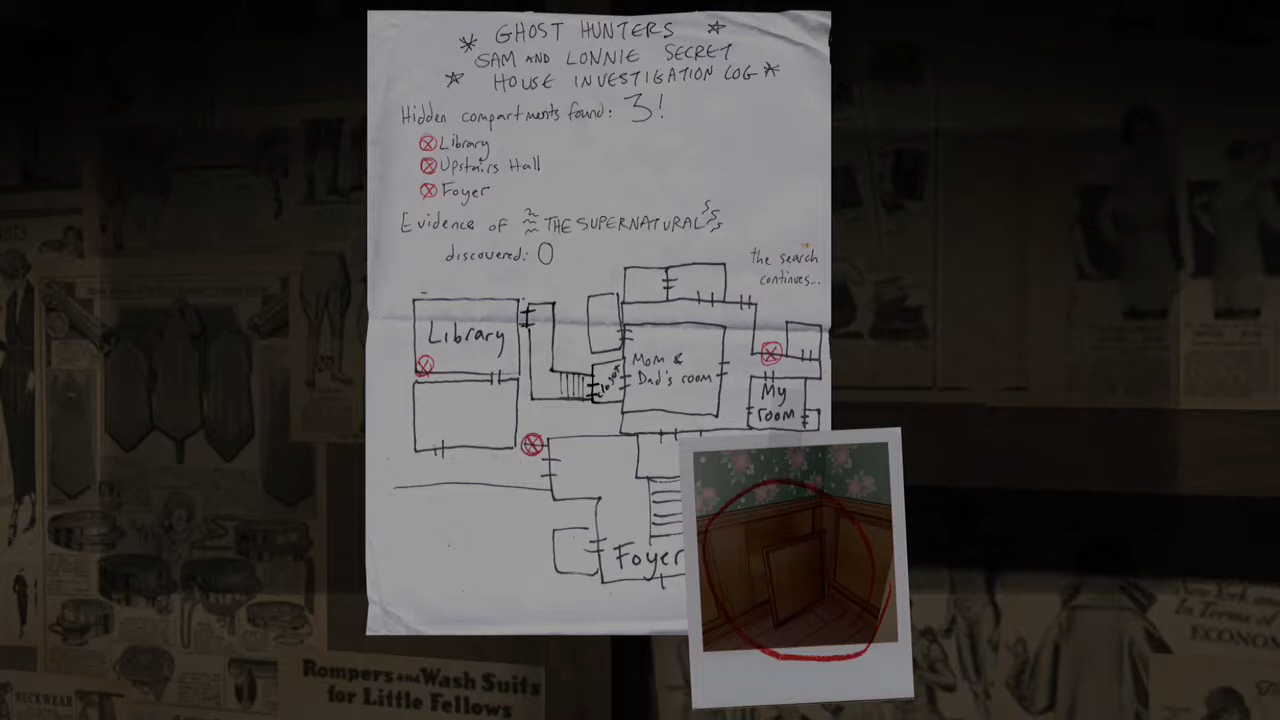 GHOST HUNTERS
SAM AND LONNIE SECRET
HOUSE INVESTIGATION LOG
Hidden compartments found: 3!
Library
Upstairs Hall
Foyer
Evidence of THE SUPERNATURAL
discovered: 0
the search
continues...
Library
Mom &
Dad's room
closet
My
room
Foyer
NECKWEAR
Rompers and Wash Suits
for Little Fellows
New York and
In Terms of
ECONOM